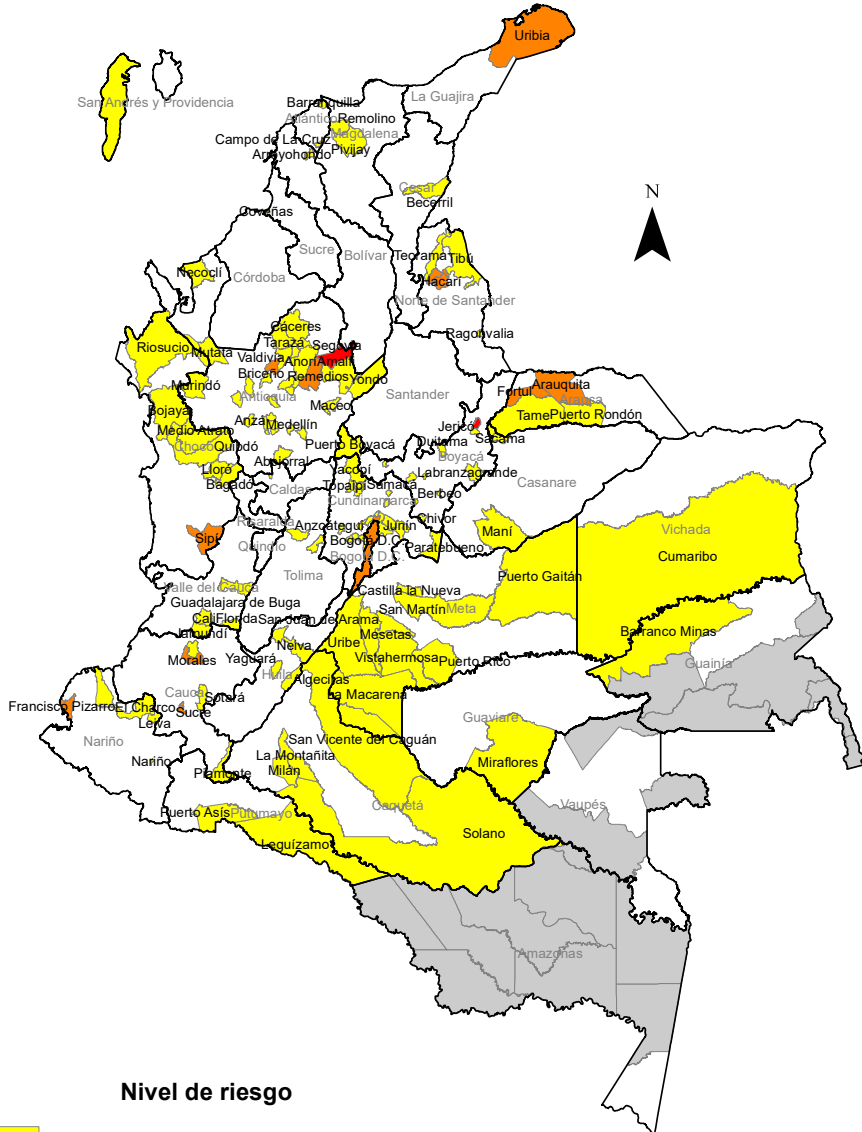 Uribia
La Guajira
San Andrés y Providencia
Barranquilla
Atlántico
Remolino
Magdalena
Campo de La Cruz
Pivijay
Arroyohondo
Cesar
Becerril
N
Coveñas
Sucre
Bolívar
Teorama
Tibú
Necoclí
Córdoba
Hacarí
Norte de Santander
Cáceres
Ragonvalia
Riosucio
Mutatá
Tarazá
Segovia
Valdivia
Anorí
Amalfi
Briceño
Remedios
Yondó
Murindó
Antioquia
Santander
Fortul
Arauquita
Arauca
Maceo
Bojaya
Anzá
Medellín
Jericó
Tame
Puerto Rondón
Medio Atrato
Chocó
Quibdó
Puerto Boyacá
Duitama
Sácama
Boyacá
Abejorral
Lloró
Yacopí
Labranzagrande
Bagadó
Caldas
Topaipí
Samacá
Casanare
Cundinamarca
Berbeo
Risaralda
Anzoátegui
Junín
Chivor
Maní
Vichada
Sipí
Bogotá D.C.
Quindío
Bogotá D.C.
Paratebueno
Cumaribo
Tolima
Puerto Gaitán
Valle del Cauca
Castilla la Nueva
Guadalajara de Buga
San Martín
Meta
Cali
Florida
San Juan de Arama
Barranco Minas
Jamundí
Neiva
Uribe
Mesetas
Morales
Yaguará
Vistahermosa
Puerto Rico
Guainía
Huila
Algeciras
Cauca
La Macarena
Francisco Pizarro
El Charco
Sotará
Sucre
Guaviare
Leiva
Nariño
San Vicente del Caguán
La Montañita
Nariño
Miraflores
Piamonte
Milán
Puerto Asís
Putumayo
Caquetá
Vaupés
Solano
Leguízamo
Amazonas
Nivel de riesgo